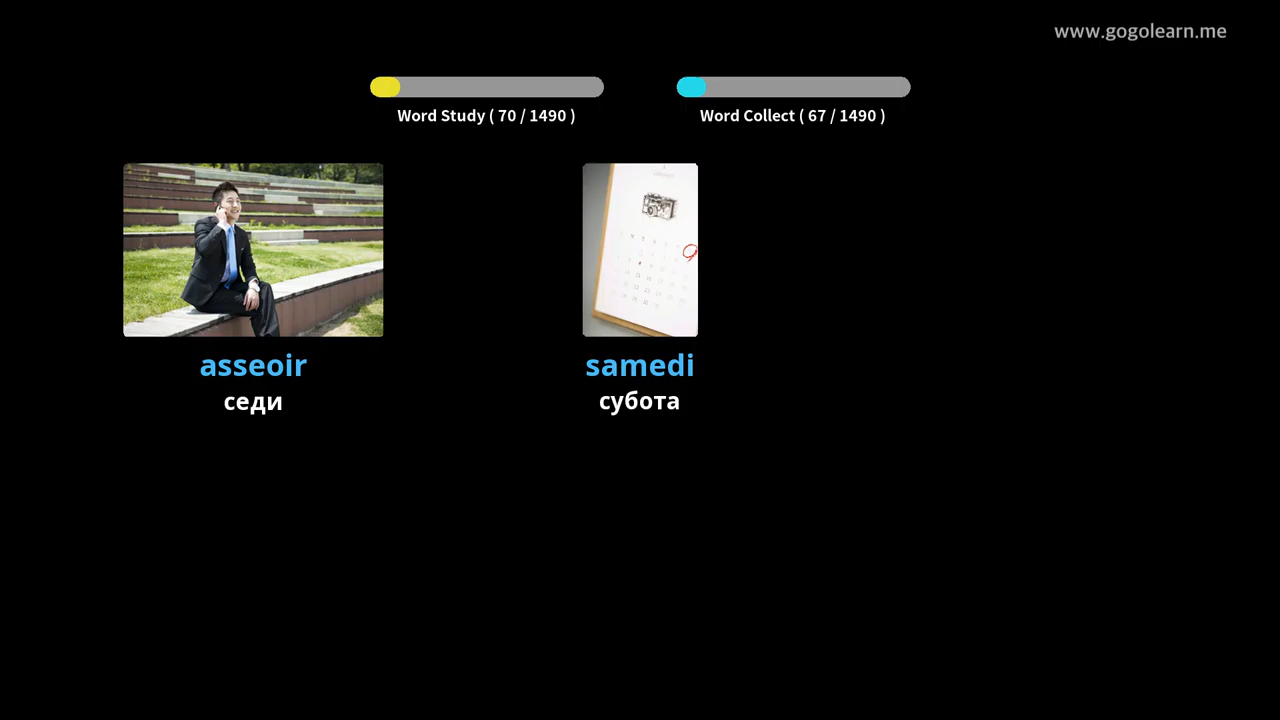 www.gogolearn.me
Word Study ( 70 / 1490 )
Word Collect ( 67 / 1490 )
asseoir
седи
samedi
субота